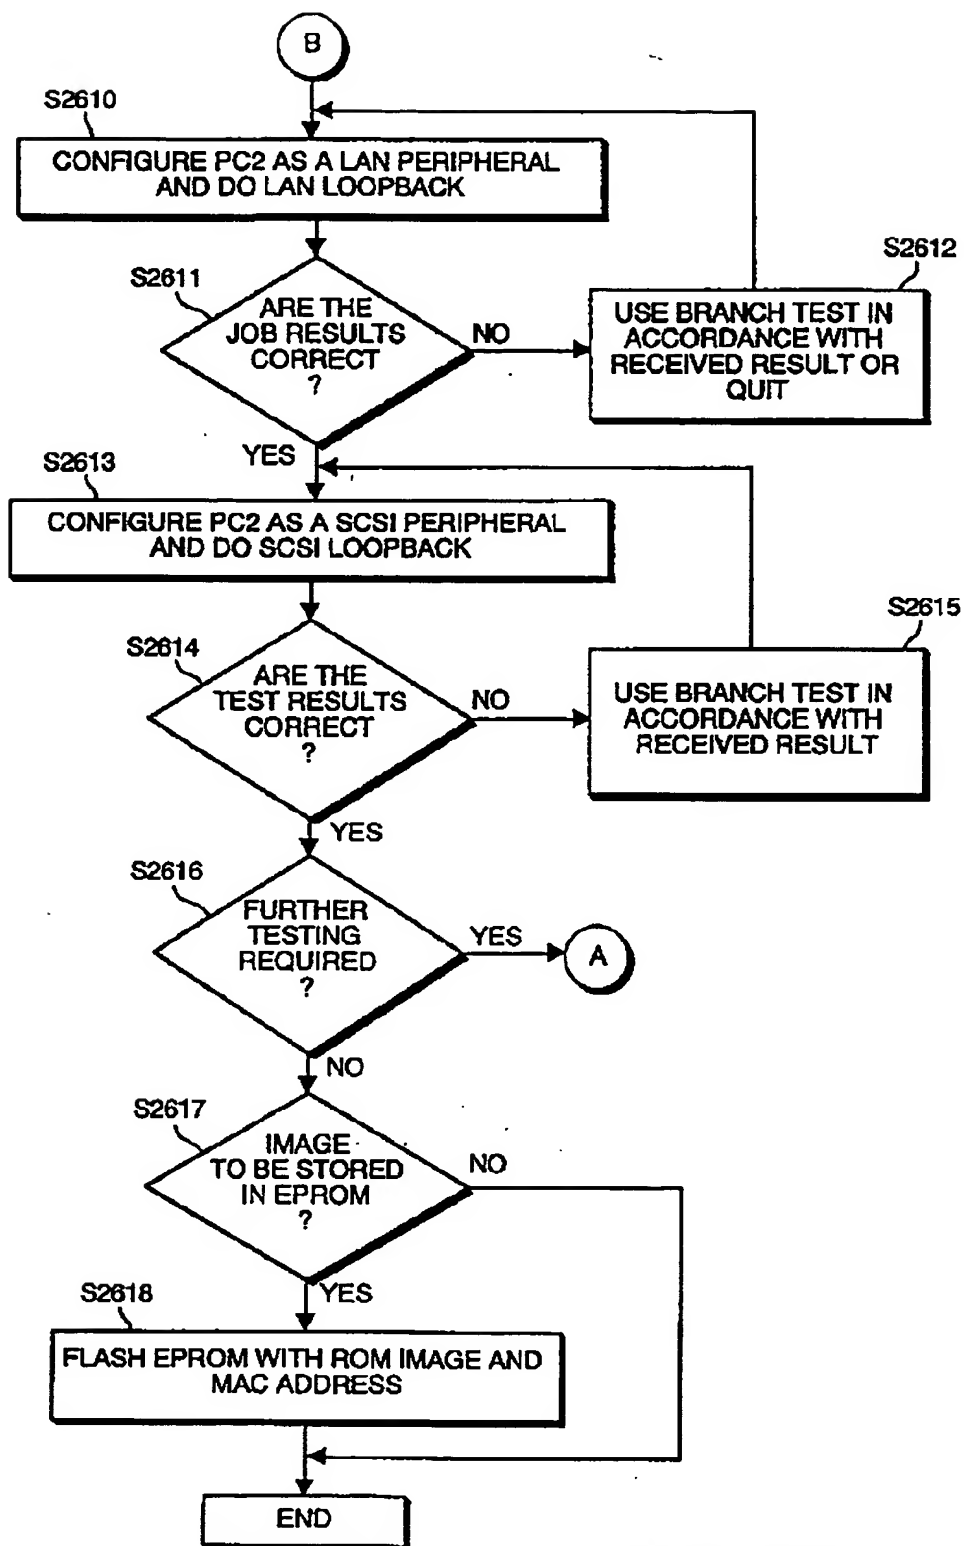 B
S2610
CONFIGURE PC2 AS A LAN PERIPHERAL
AND DO LAN LOOPBACK
S2611
ARE THE
JOB RESULTS
CORRECT
?
NO
S2612
USE BRANCH TEST IN
ACCORDANCE WITH
RECEIVED RESULT OR
QUIT
YES
S2613
CONFIGURE PC2 AS A SCSI PERIPHERAL
AND DO SCSI LOOPBACK
S2614
ARE THE
TEST RESULTS
CORRECT
?
NO
S2615
USE BRANCH TEST IN
ACCORDANCE WITH
RECEIVED RESULT
YES
S2616
FURTHER
TESTING
REQUIRED
?
YES
A
NO
S2617
IMAGE
TO BE STORED
IN EPROM
?
NO
YES
S2618
FLASH EPROM WITH ROM IMAGE AND
MAC ADDRESS
END